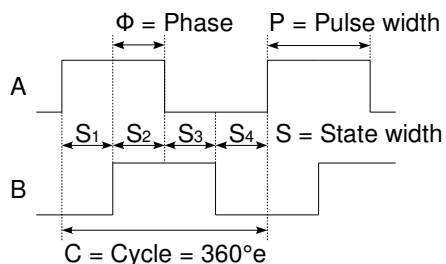 Φ = Phase P = Pulse width
A
S1 S2 S3 S4 S = State width
B
C = Cycle = 360°e